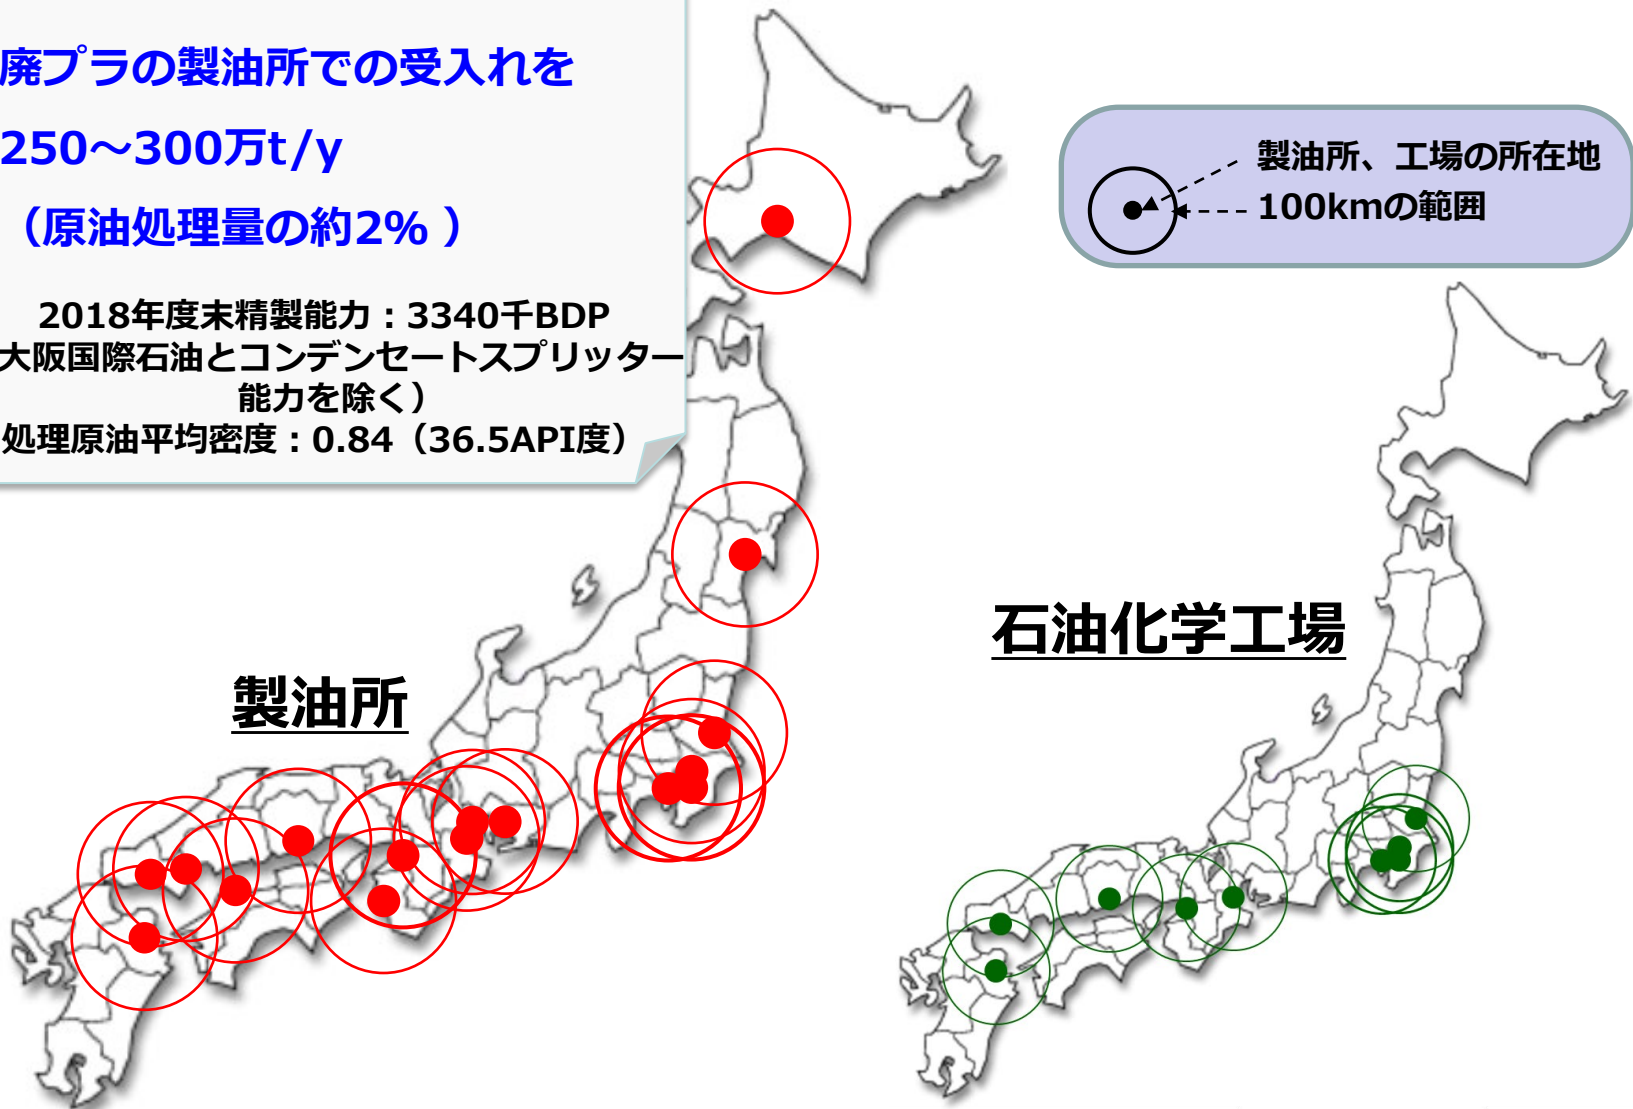 廃プラの製油所での受入れを
250～300万t/y
（原油処理量の約2% ）
2018年度末精製能力：3340千BDP
大阪国際石油とコンデンセートスプリッター
能力を除く）
処理原油平均密度：0.84（36.5API度）
製油所、工場の所在地
100kmの範囲
石油化学工場
製油所